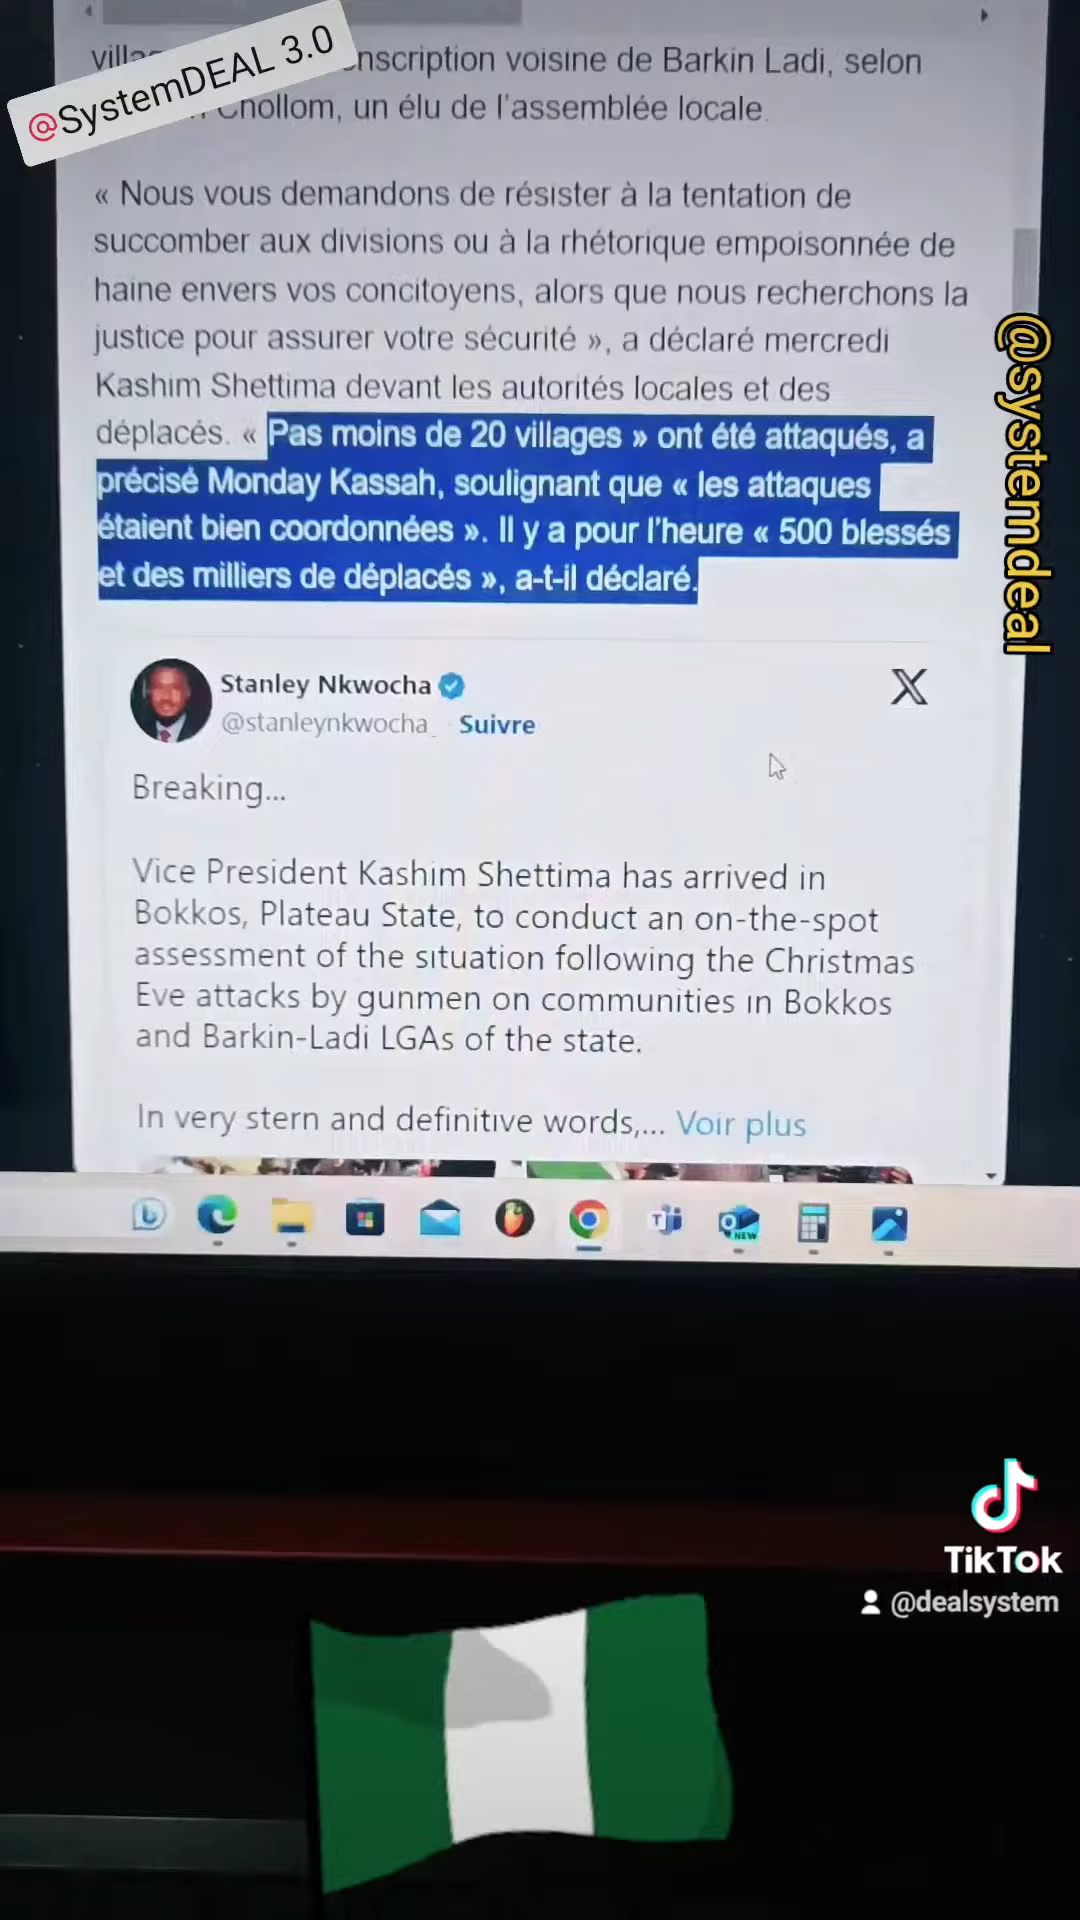 @SystemDEAL 3.0
nscription voisine de Barkin Ladi, selon
Chollom, un élu de l'assemblée locale.
« Nous vous demandons de résister à la tentation de
succomber aux divisions ou à la rhétorique empoisonnée de
haine envers vos concitoyens, alors que nous recherchons la
justice pour assurer votre sécurité », a déclaré mercredi
Kashim Shettima devant les autorités locales et des
déplacés. « Pas moins de 20 villages » ont été attaqués, a
précisé Monday Kassah, soulignant que « les attaques
étaient bien coordonnées ». Il y a pour l'heure « 500 blessés
et des milliers de déplacés », a-t-il déclaré.
@systemdeal
Stanley Nkwocha
@stanleynkwocha_ · Suivre
X
Breaking...
Vice President Kashim Shettima has arrived in
Bokkos, Plateau State, to conduct an on-the-spot
assessment of the situation following the Christmas
Eve attacks by gunmen on communities in Bokkos
and Barkin-Ladi LGAs of the state.
In very stern and definitive words,... Voir plus
NEW
TikTok
@dealsystem